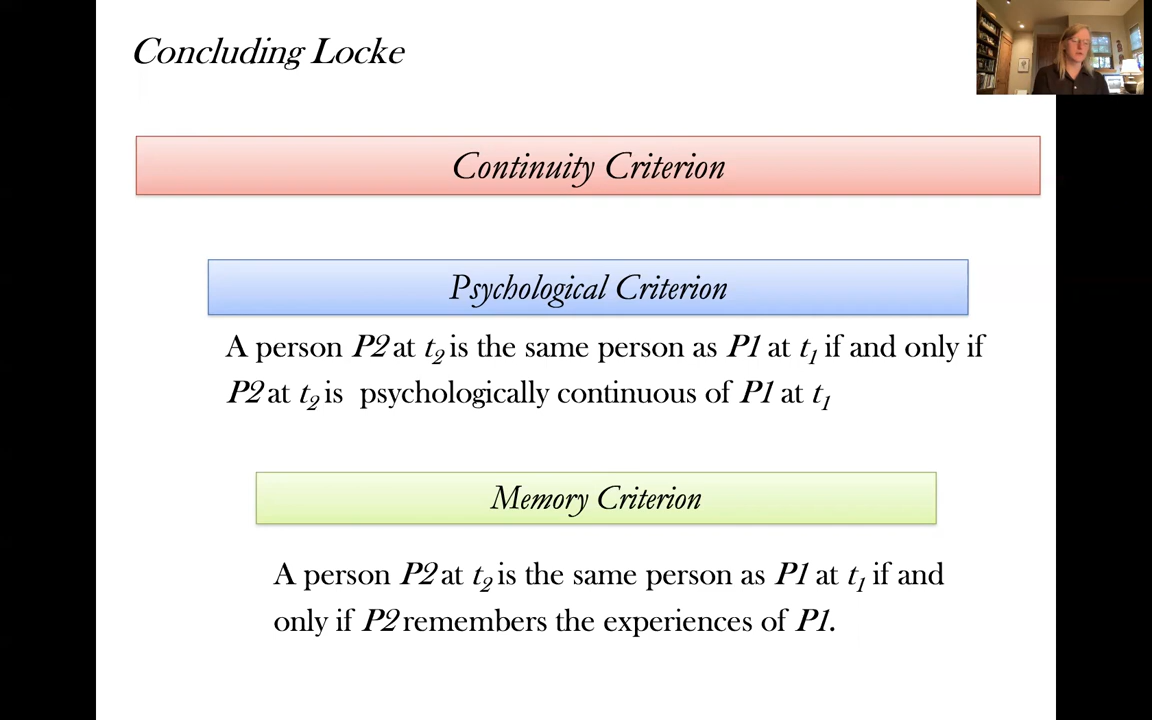 Concluding Locke
Continuity Criterion
Psychological Criterion
A person P2 at t₂ is the same person as P1 at t₁ if and only if
P2 at t₂ is psychologically continuous of P1 at t₁
Memory Criterion
A person P2 at t₂ is the same person as P1 at t₁ if and
only if P2 remembers the experiences of P1.